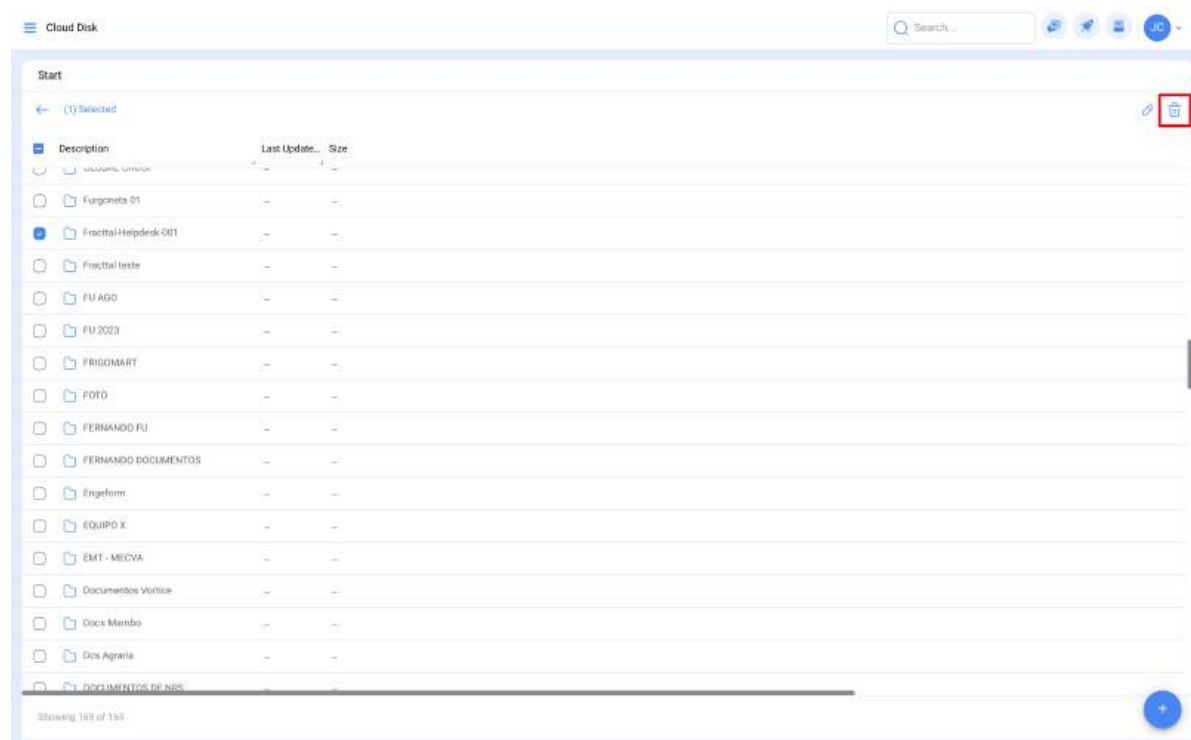 Cloud Disk
Search...
JC
Start
(1) Selected
Description Last Update... Size
Furgoneta 01 -- --
Fracttal-Helpdesk-001 -- --
Fracttal teste -- --
FU AGO -- --
FU 2023 -- --
FRIGOMART -- --
FOTO -- --
FERNANDO FU -- --
FERNANDO DOCUMENTOS -- --
Engeform -- --
EQUIPO X -- --
EMT - MECVA -- --
Documentos Vortice -- --
Docs Mambo -- --
Dcs Agraria -- --
DOCUMENTOS DE NRS -- --
Showing 169 of 169